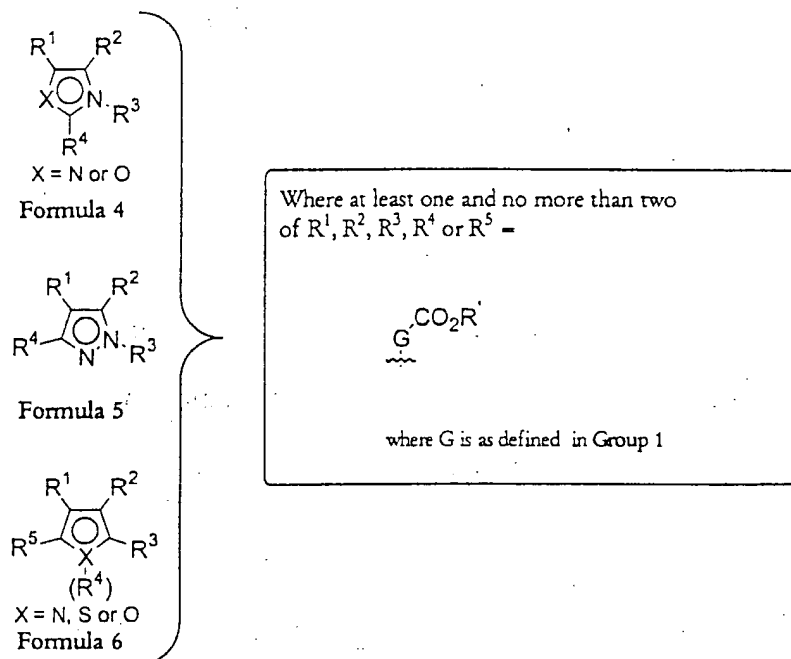 R¹ R²
X N R³
R⁴
X = N or O
Formula 4
R¹ R²
R⁴ N N R³
Formula 5
R¹ R²
R⁵ X R³
(R⁴)
X = N, S or O
Formula 6
Where at least one and no more than two
of R¹, R², R³, R⁴ or R⁵ =
G CO₂R'
where G is as defined in Group 1